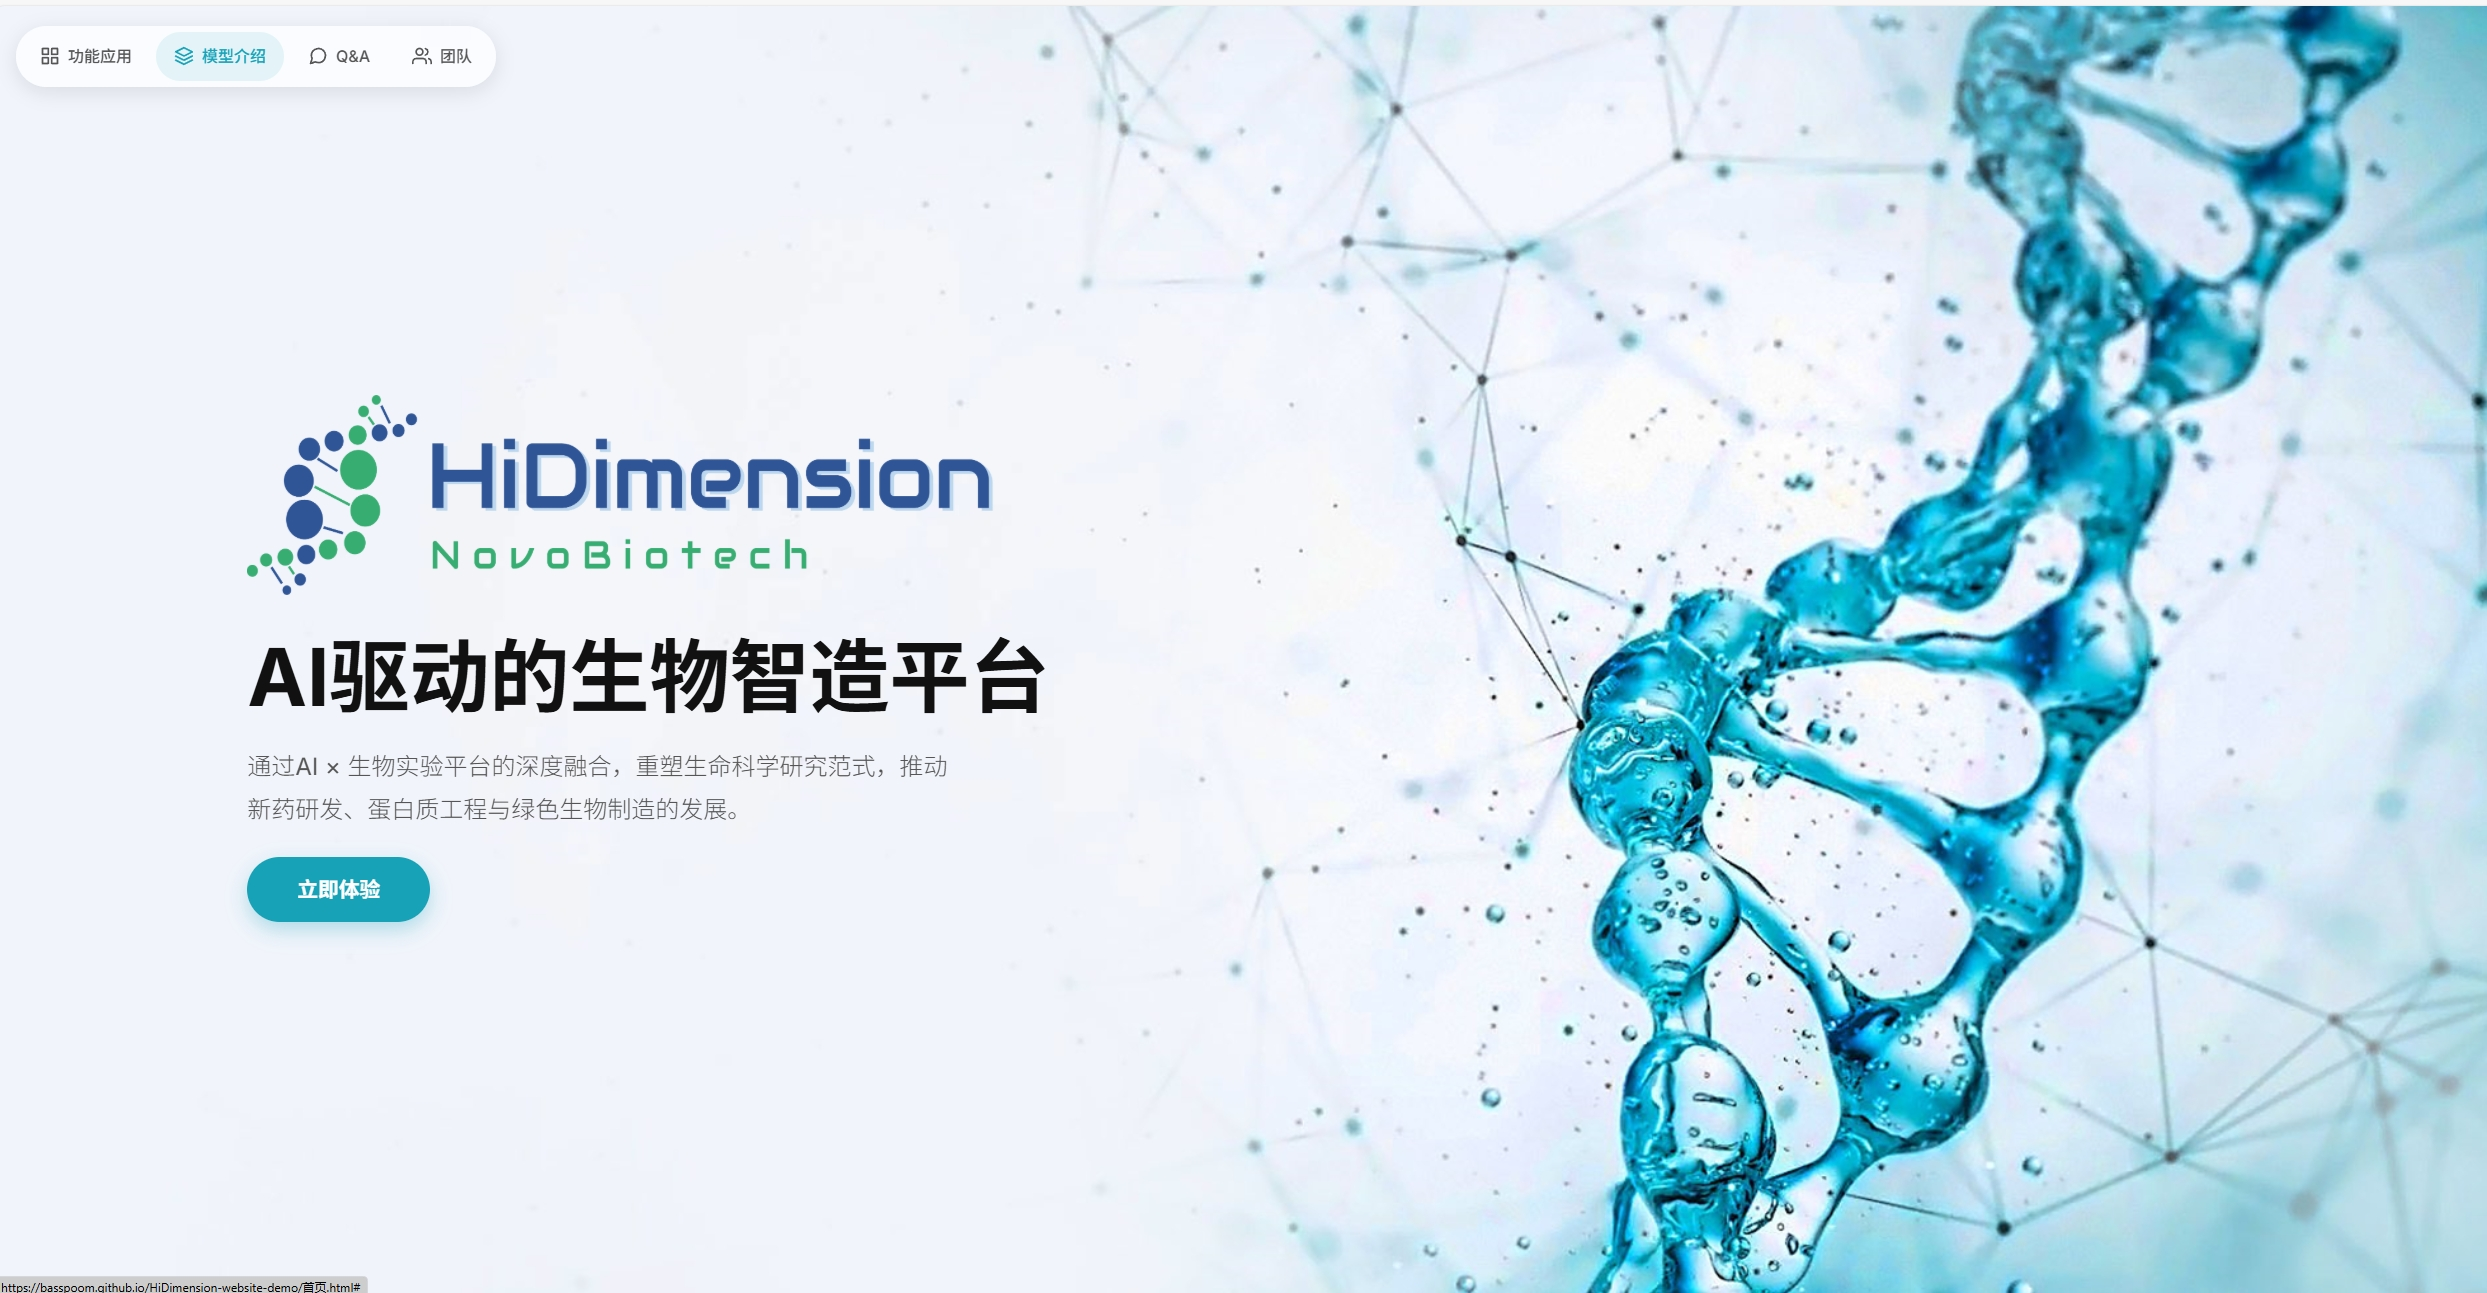 功能应用
模型介绍
Q&A
团队
HiDimension
NovoBiotech
AI驱动的生物智造平台
通过AI × 生物实验平台的深度融合，重塑生命科学研究范式，推动
新药研发、蛋白质工程与绿色生物制造的发展。
立即体验
https://basspoom.github.io/HiDimension-website-demo/首页.html#